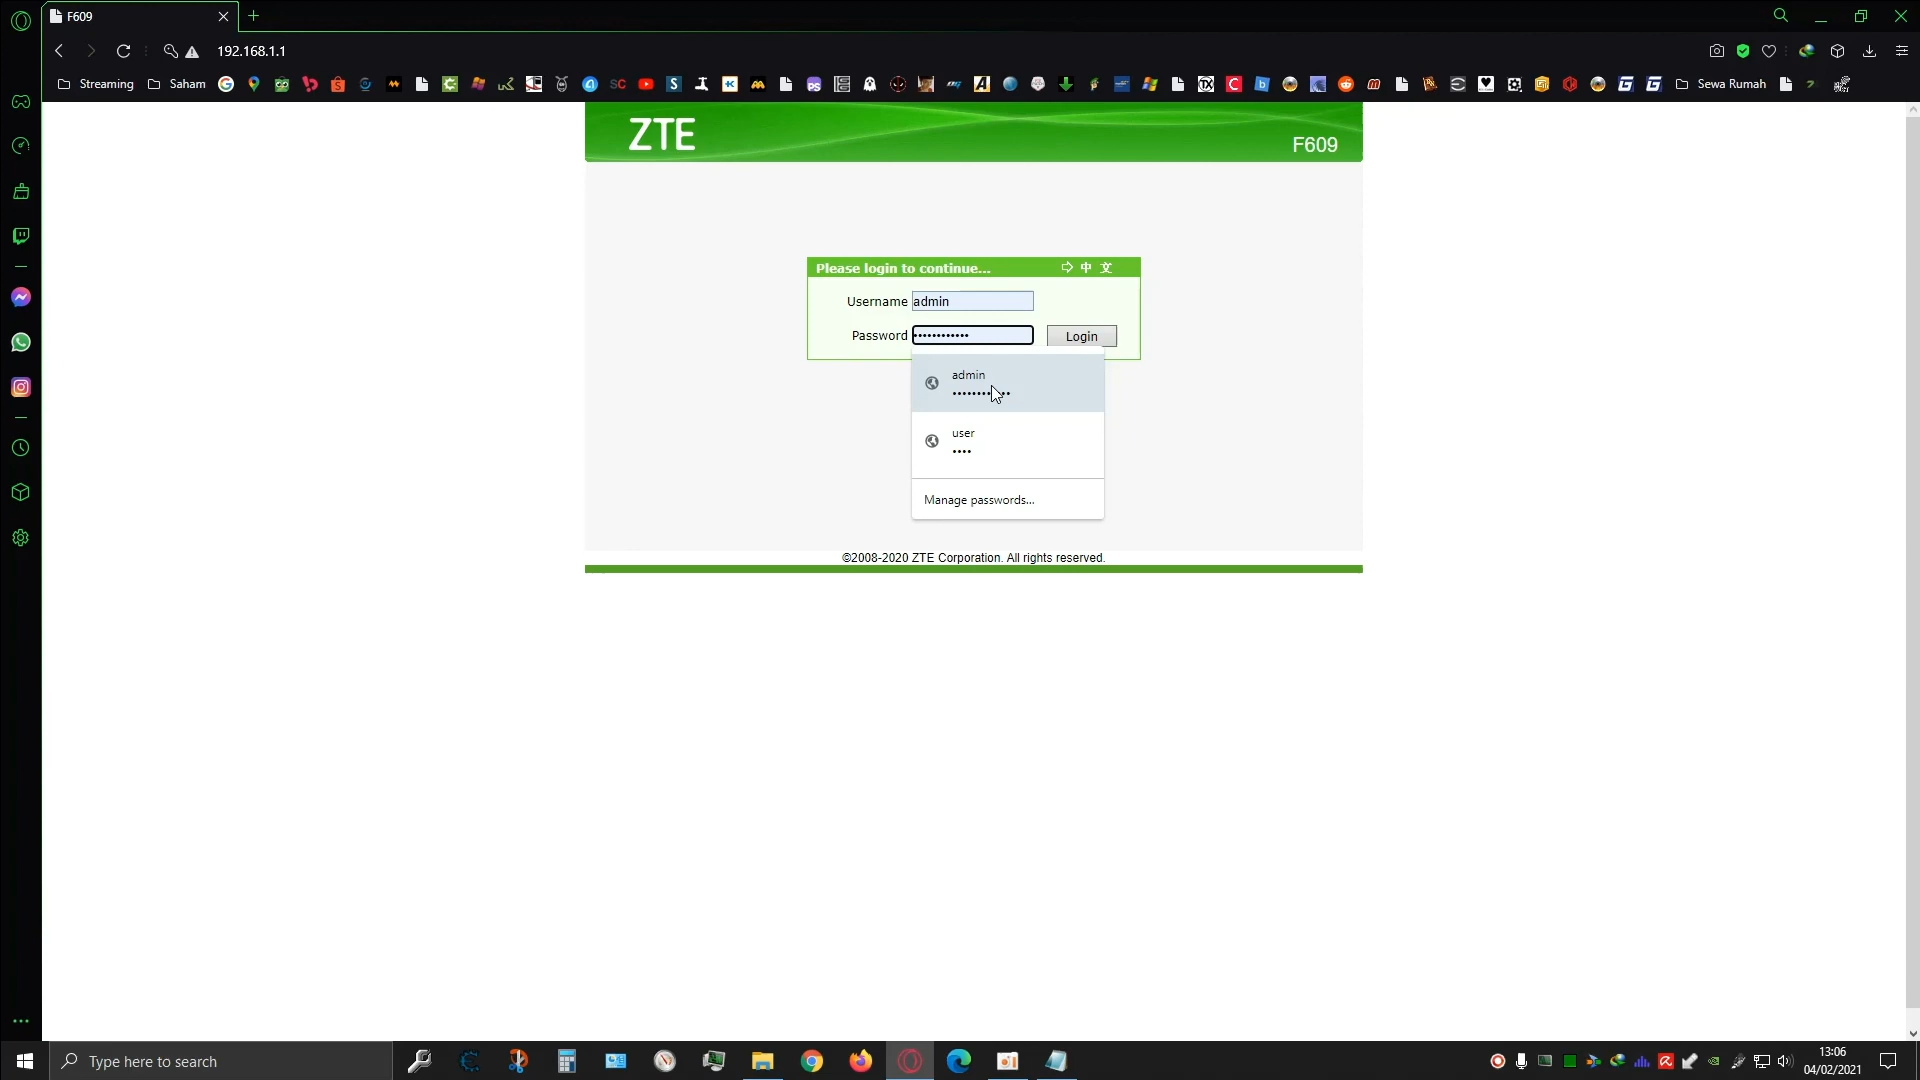 F609
192.168.1.1
Streaming
Saham
Sewa Rumah
ZTE
F609
Please login to continue...
中 文
Username admin
Password ••••••••••••
Login
admin
user
••••
Manage passwords...
©2008-2020 ZTE Corporation. All rights reserved.
Type here to search
13:06
04/02/2021